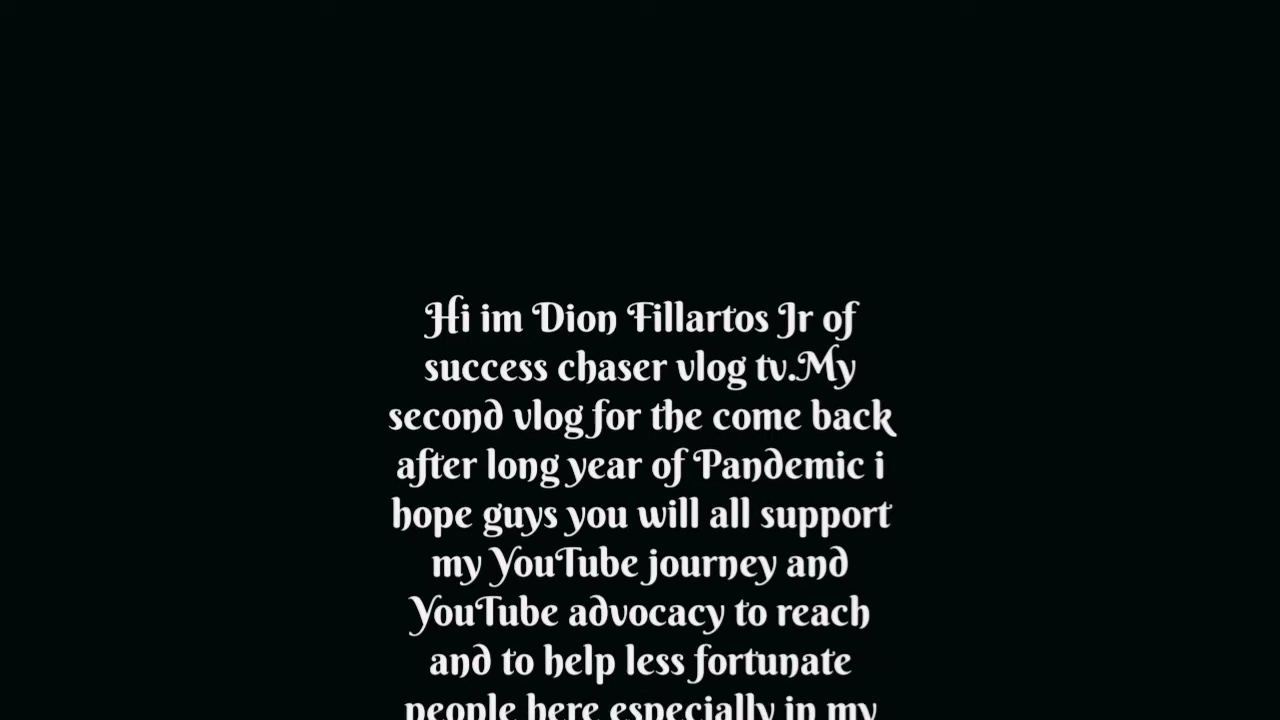 Hi im Dion Fillartos Jr of
success chaser vlog tv.My
second vlog for the come back
after long year of Pandemic i
hope guys you will all support
my YouTube journey and
YouTube advocacy to reach
and to help less fortunate
people here especially in my